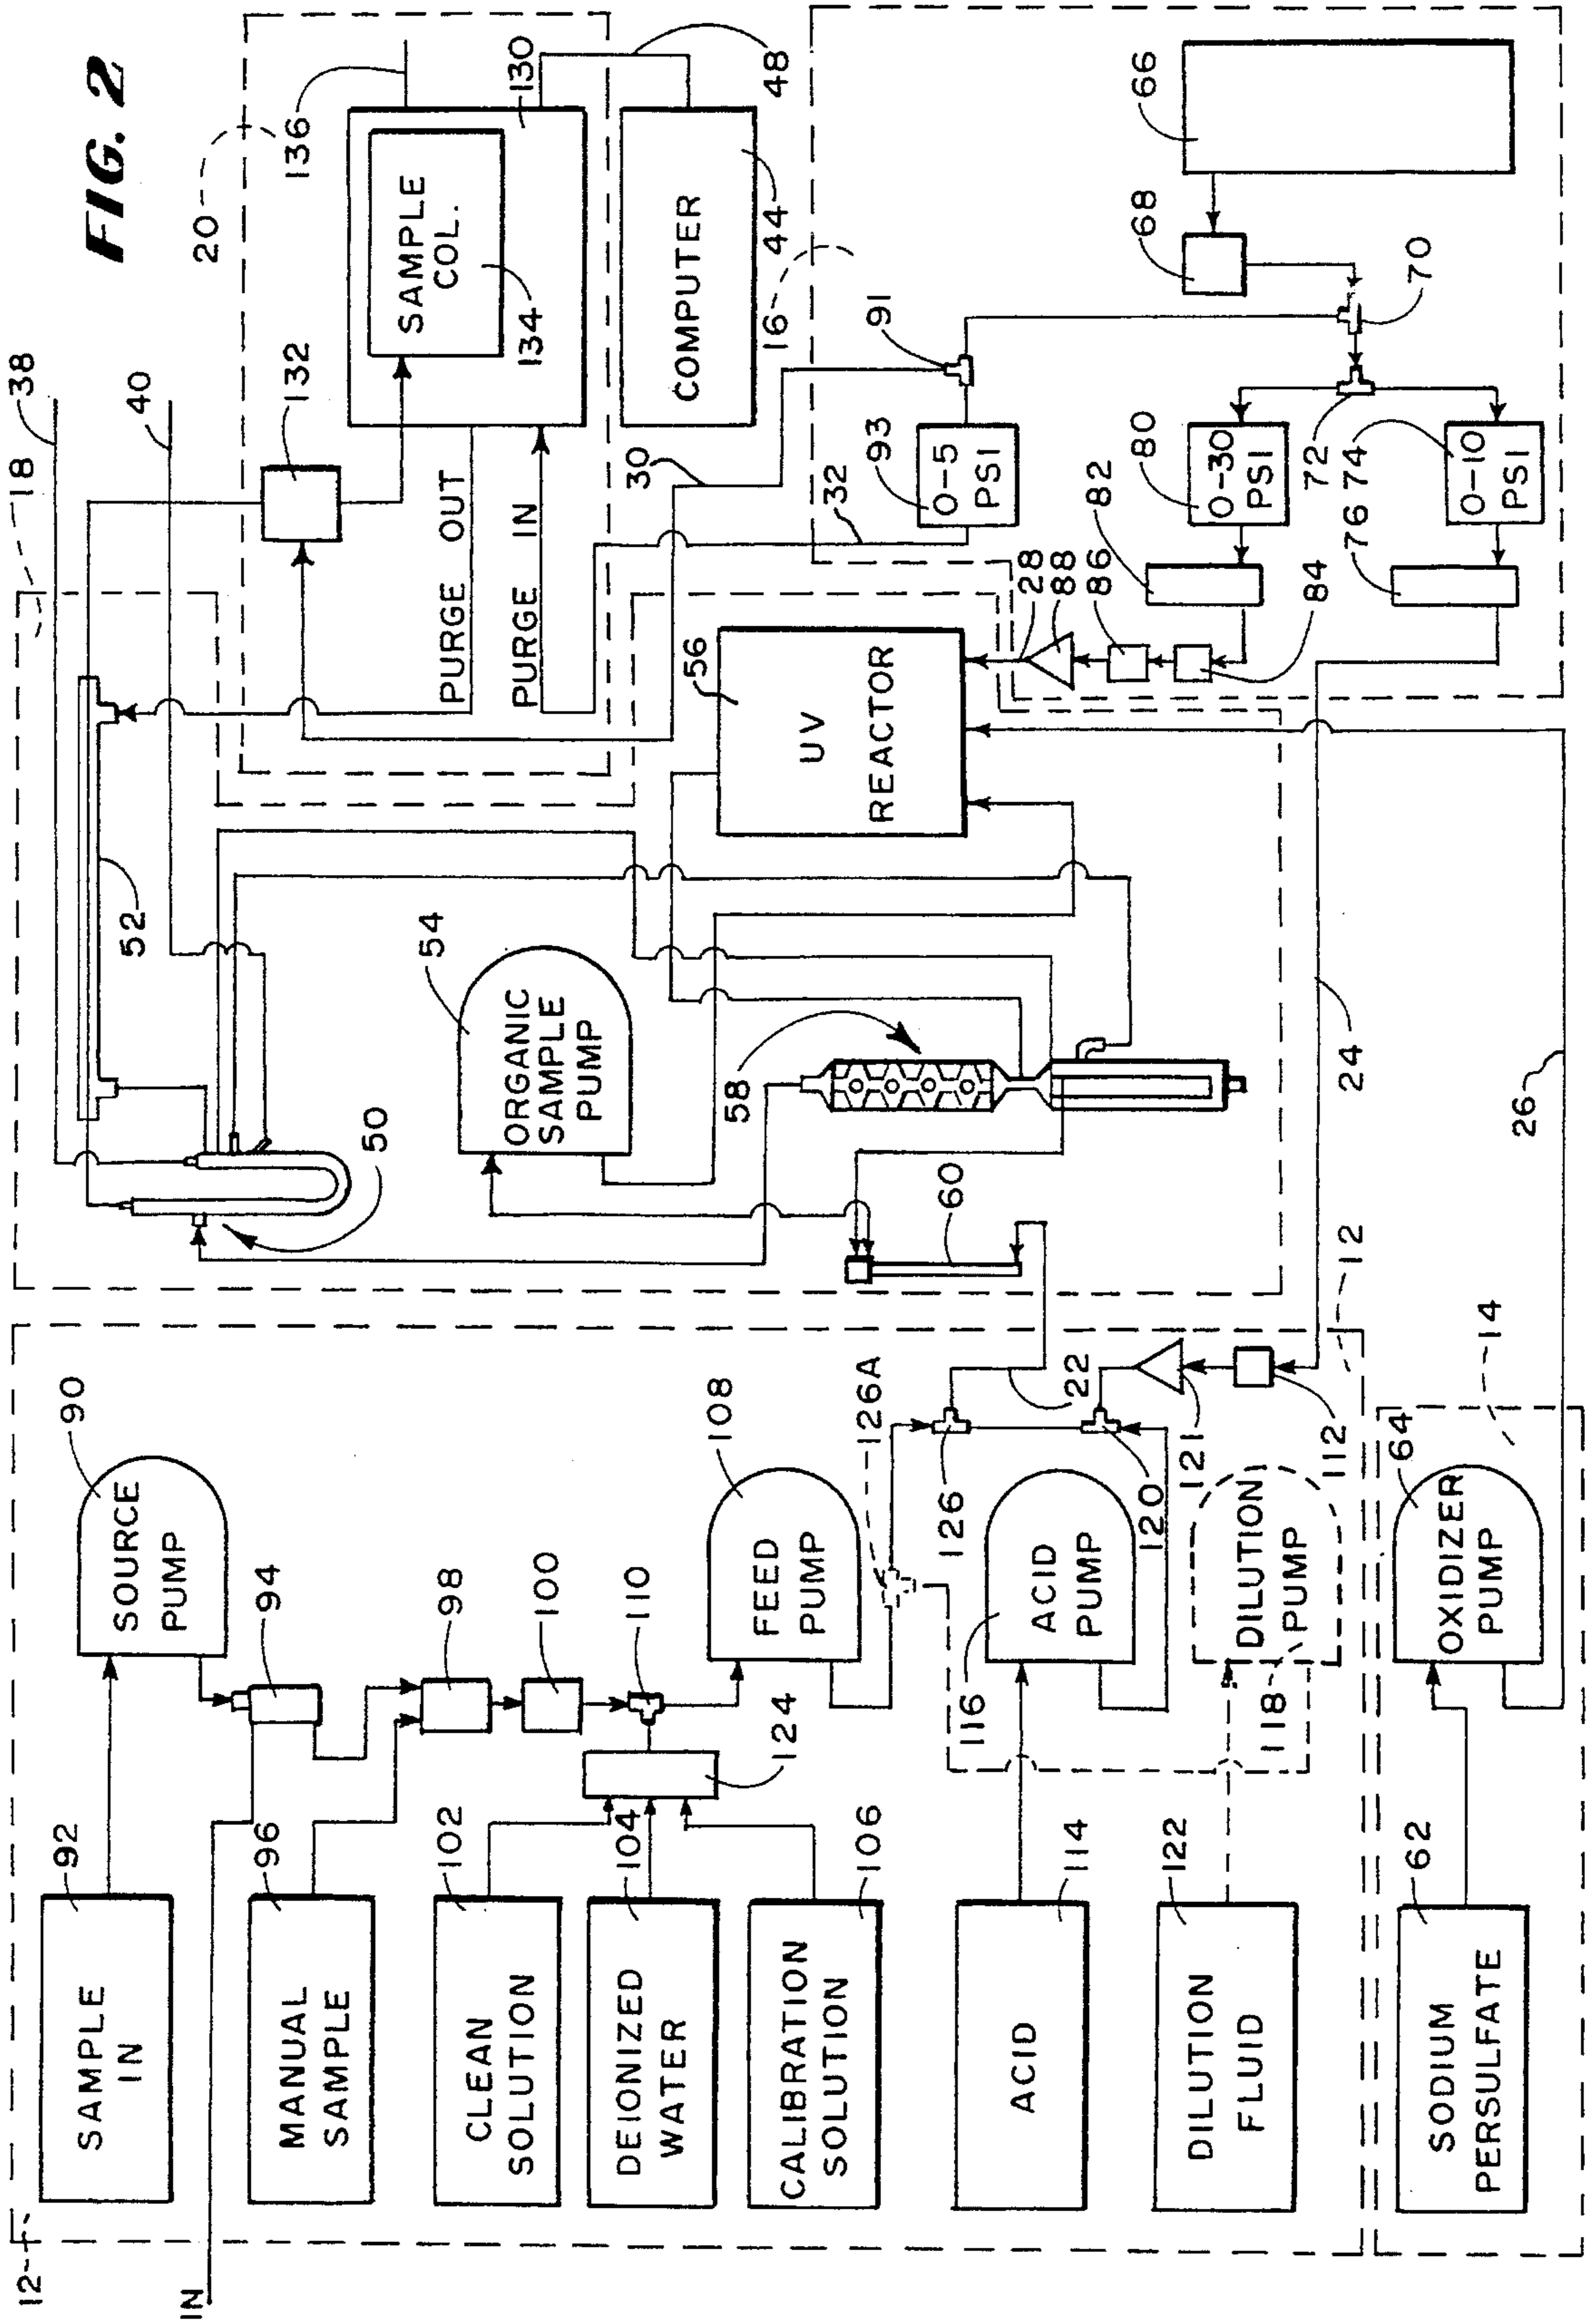 FIG. 2
12
IN
92
SAMPLE
IN
96
MANUAL
SAMPLE
102
CLEAN
SOLUTION
104
DEIONIZED
WATER
106
CALIBRATION
SOLUTION
114
ACID
122
DILUTION
FLUID
62
SODIUM
PERSULFATE
90
SOURCE
PUMP
94
98
100
110
124
108
FEED
PUMP
126A
126
22
116
ACID
PUMP
120
121
112
118
DILUTION
PUMP
12
14
64
OXIDIZER
PUMP
18
38
40
52
50
54
ORGANIC
SAMPLE
PUMP
58
60
56
UV
REACTOR
24
26
20
136
132
130
SAMPLE
COL.
134
PURGE OUT
PURGE IN
48
COMPUTER
44
30
32
16
91
93
0-5
PSI
66
68
70
72
80
0-30
PSI
74
0-10
PSI
82
76
84
86
88
28